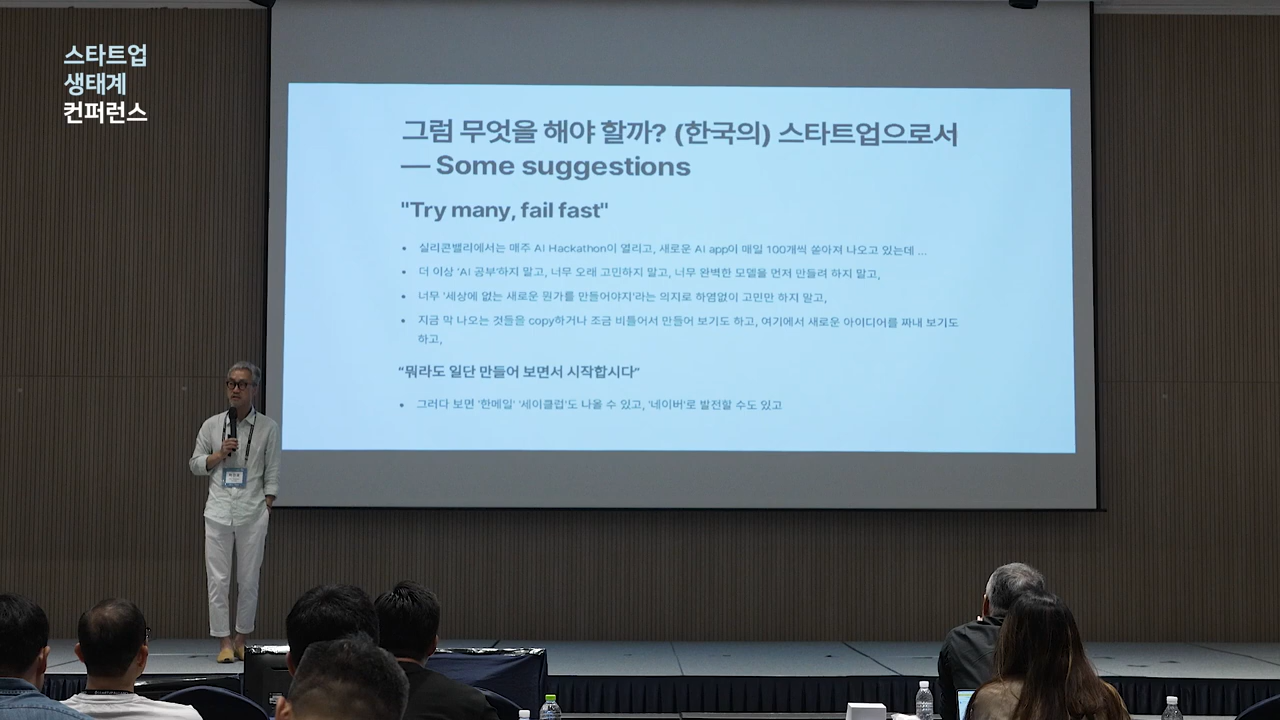 스타트업
생태계
컨퍼런스
그럼 무엇을 해야 할까? (한국의) 스타트업으로서
— Some suggestions
"Try many, fail fast"
• 실리콘밸리에서는 매주 AI Hackathon이 열리고, 새로운 AI app이 매일 100개씩 쏟아져 나오고 있는데 ...
• 더 이상 'AI 공부'하지 말고, 너무 오래 고민하지 말고, 너무 완벽한 모델을 먼저 만들려 하지 말고,
• 너무 '세상에 없는 새로운 뭔가를 만들어야지'라는 의지로 하염없이 고민만 하지 말고,
• 지금 막 나오는 것들을 copy하거나 조금 비틀어서 만들어 보기도 하고, 여기에서 새로운 아이디어를 짜내 보기도
하고,
"뭐라도 일단 만들어 보면서 시작합시다"
• 그러다 보면 '한메일' '세이클럽'도 나올 수 있고, '네이버'로 발전할 수도 있고